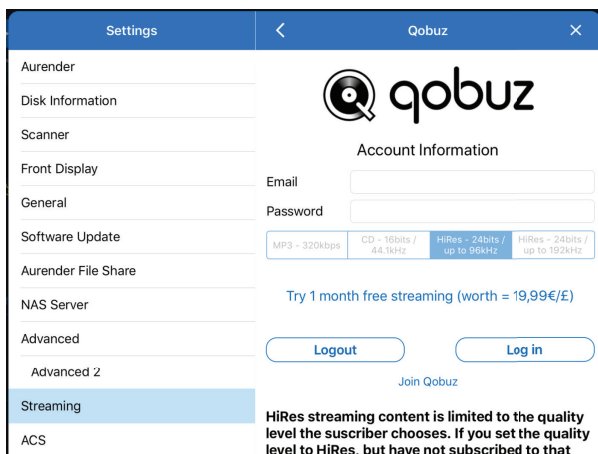 Settings
Aurender
Disk Information
Scanner
Front Display
General
Software Update
Aurender File Share
NAS Server
Advanced
Advanced 2
Streaming
ACS
Qobuz
qobuz
Account Information
Email
Password
MP3 - 320kbps
CD - 16bits /
44.1kHz
HiRes - 24bits /
up to 96kHz
HiRes - 24bits /
up to 192kHz
Try 1 month free streaming (worth = 19,99€/£)
Logout
Log in
Join Qobuz
HiRes streaming content is limited to the quality
level the suscriber chooses. If you set the quality
level to HiRes, but have not subscribed to that